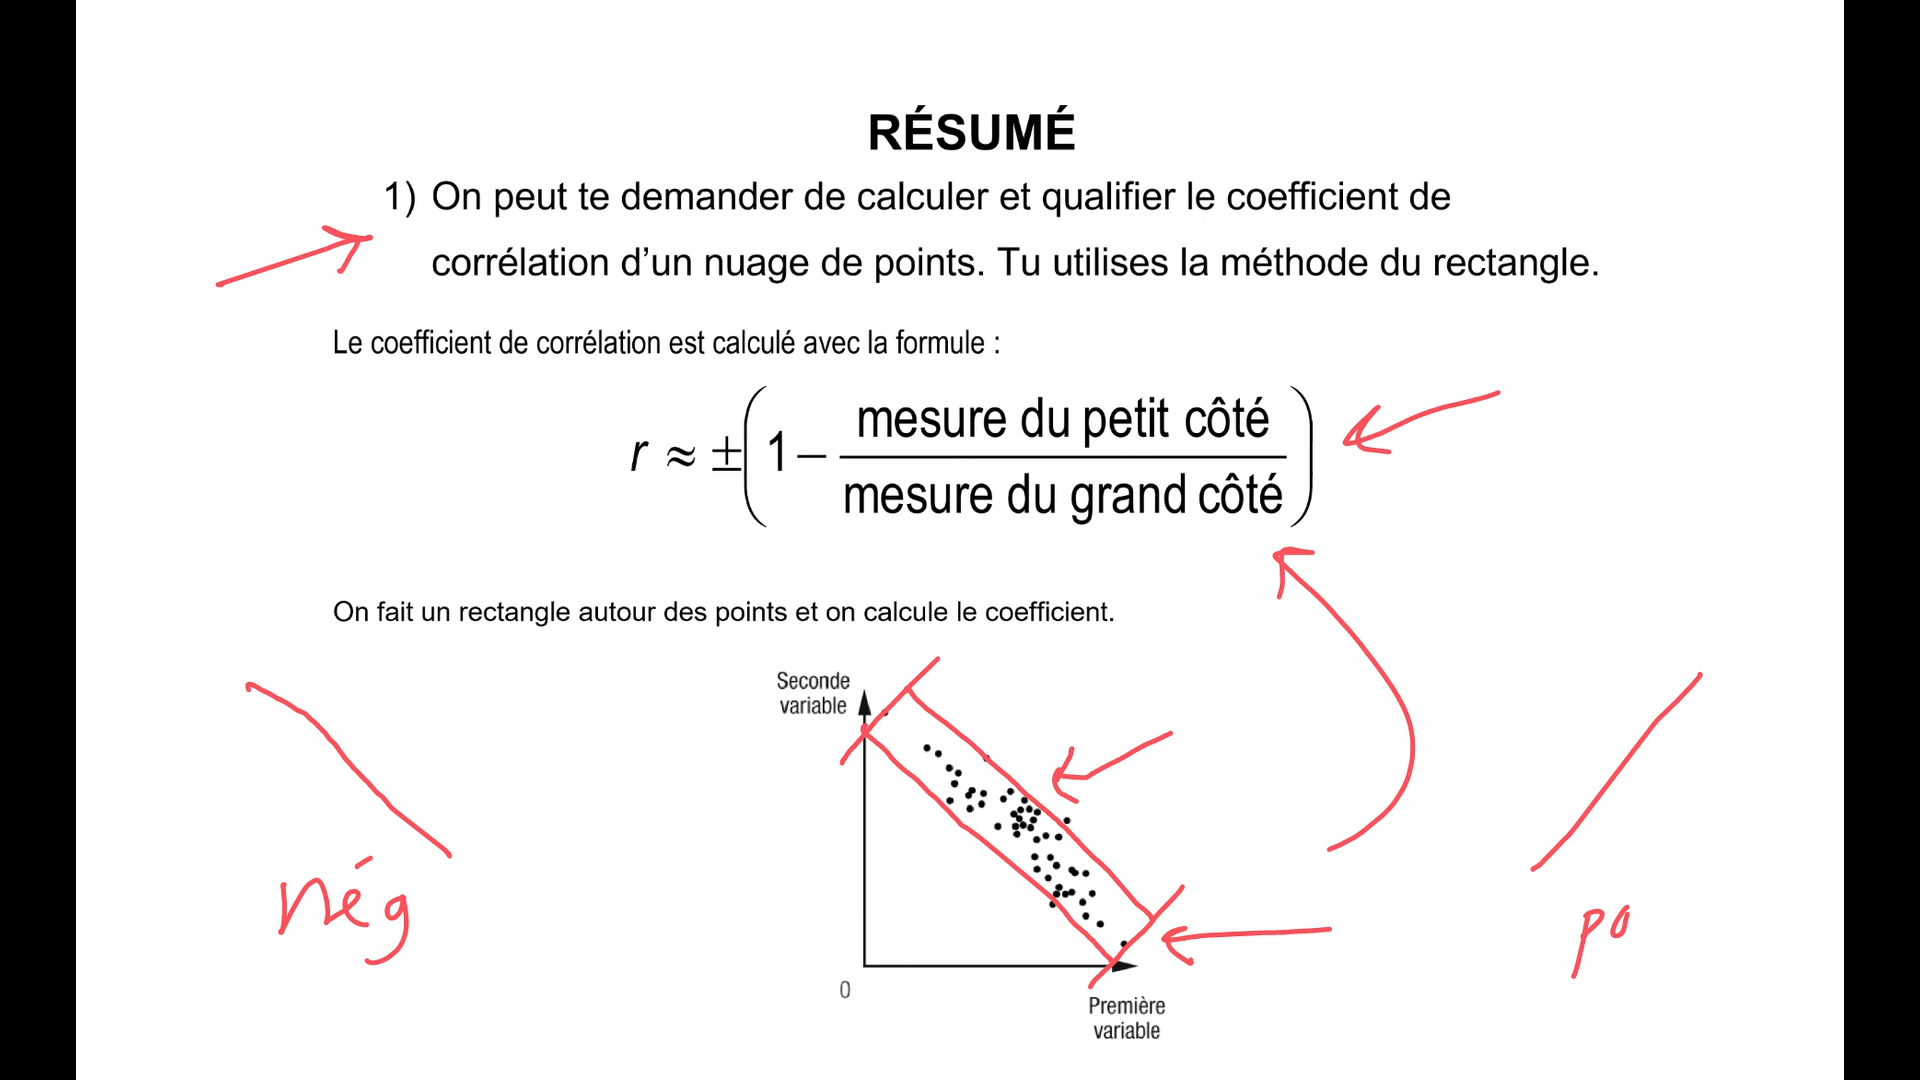 RÉSUMÉ
1) On peut te demander de calculer et qualifier le coefficient de
corrélation d’un nuage de points. Tu utilises la méthode du rectangle.
Le coefficient de corrélation est calculé avec la formule :
r ≈ ±(1 − mesure du petit côté
mesure du grand côté)
On fait un rectangle autour des points et on calcule le coefficient.
Seconde
variable
nég
po
0
Première
variable